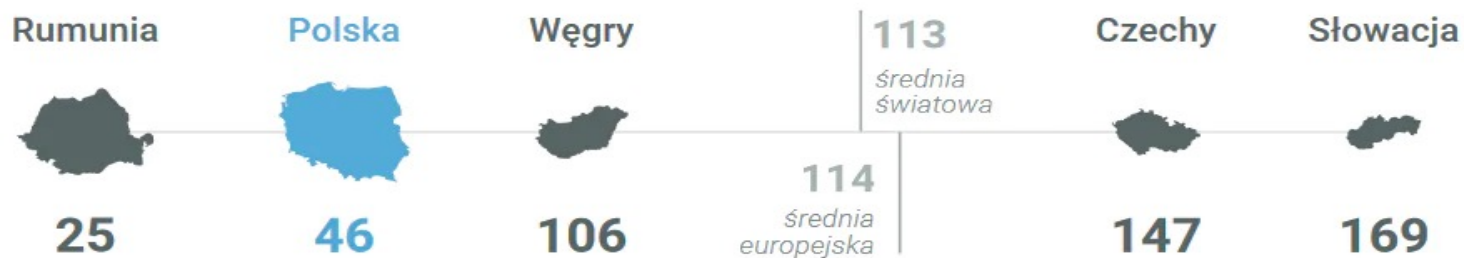 Rumunia
25
Polska
46
Węgry
106
113
średnia
światowa
114
średnia
europejska
Czechy
147
Słowacja
169